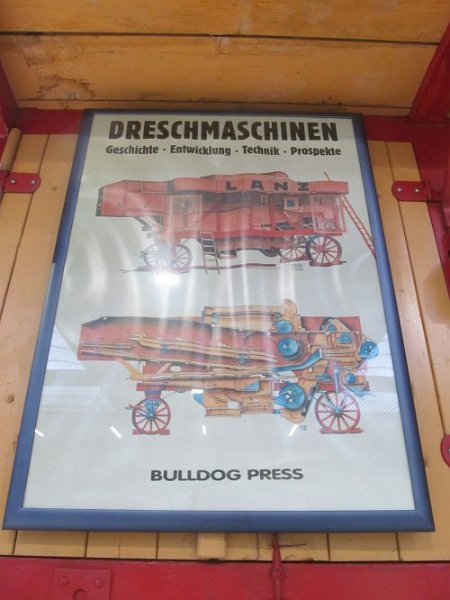 DRESCHMASCHINEN
Geschichte · Entwicklung · Technik · Prospekte
LANZ
BULLDOG PRESS